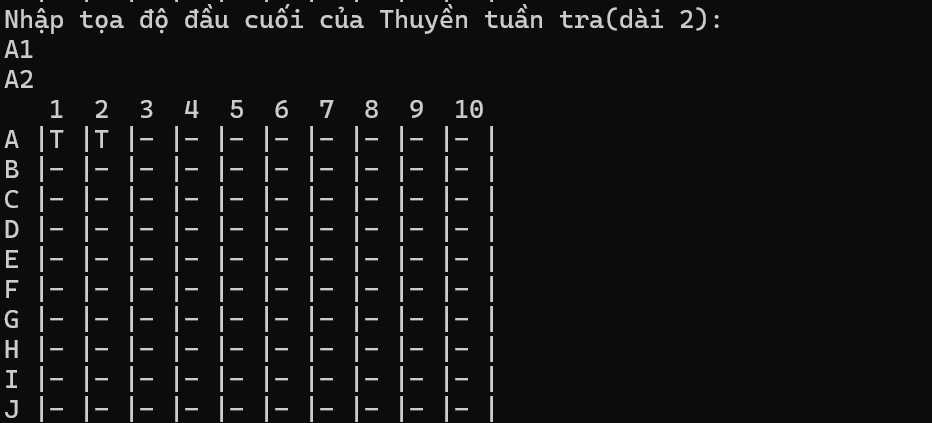 Nhập tọa độ đầu cuối của Thuyền tuần tra(dài 2):
A1
A2
   1  2  3  4  5  6  7  8  9  10
A |T |T |- |- |- |- |- |- |- |- |
B |- |- |- |- |- |- |- |- |- |- |
C |- |- |- |- |- |- |- |- |- |- |
D |- |- |- |- |- |- |- |- |- |- |
E |- |- |- |- |- |- |- |- |- |- |
F |- |- |- |- |- |- |- |- |- |- |
G |- |- |- |- |- |- |- |- |- |- |
H |- |- |- |- |- |- |- |- |- |- |
I |- |- |- |- |- |- |- |- |- |- |
J |- |- |- |- |- |- |- |- |- |- |